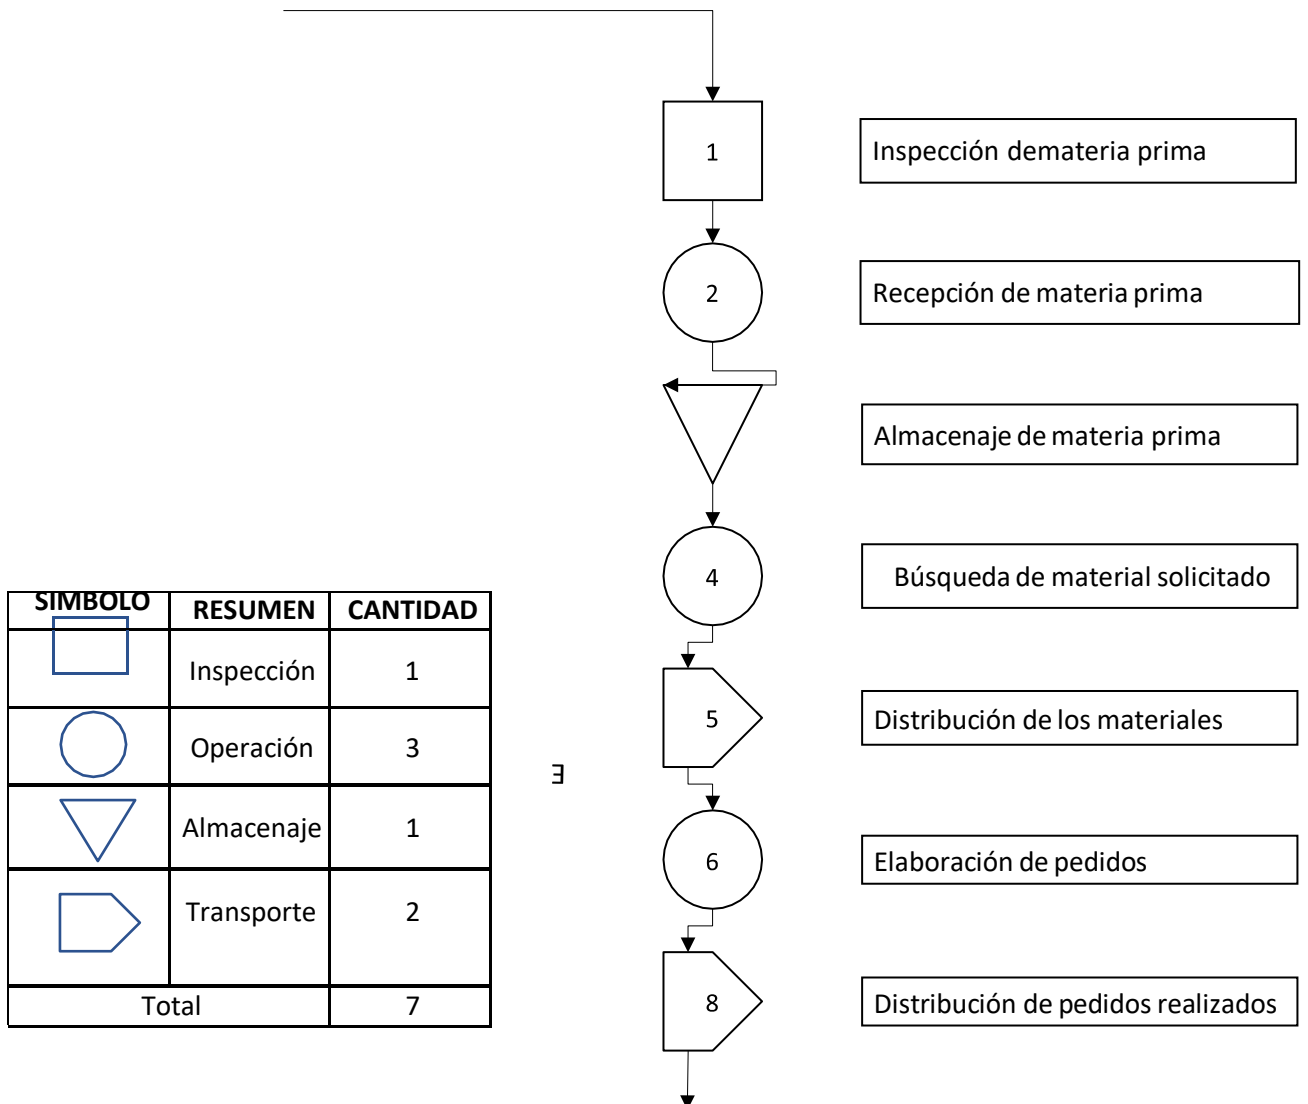 1
Inspección demateria prima
2
Recepción de materia prima
Almacenaje de materia prima
4
Búsqueda de material solicitado
5
Distribución de los materiales
6
Elaboración de pedidos
8
Distribución de pedidos realizados
SIMBOLO RESUMEN CANTIDAD
Inspección 1
Operación 3
Almacenaje 1
Transporte 2
Total 7